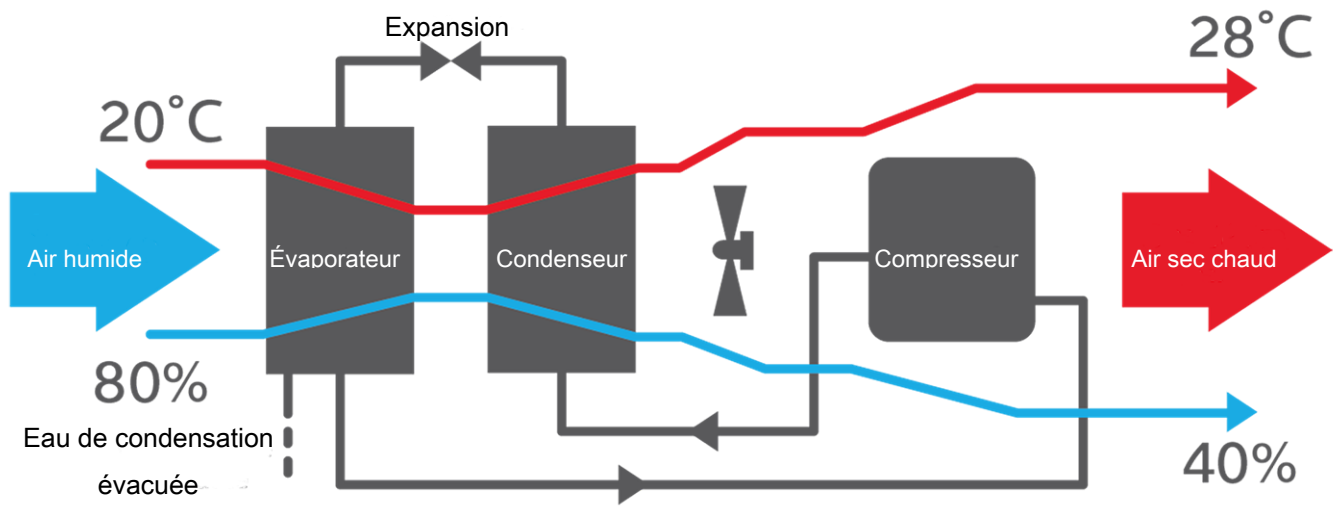 Expansion
28°C
20°C
Air humide
Évaporateur
Condenseur
Compresseur
Air sec chaud
80%
Eau de condensation
évacuée
40%